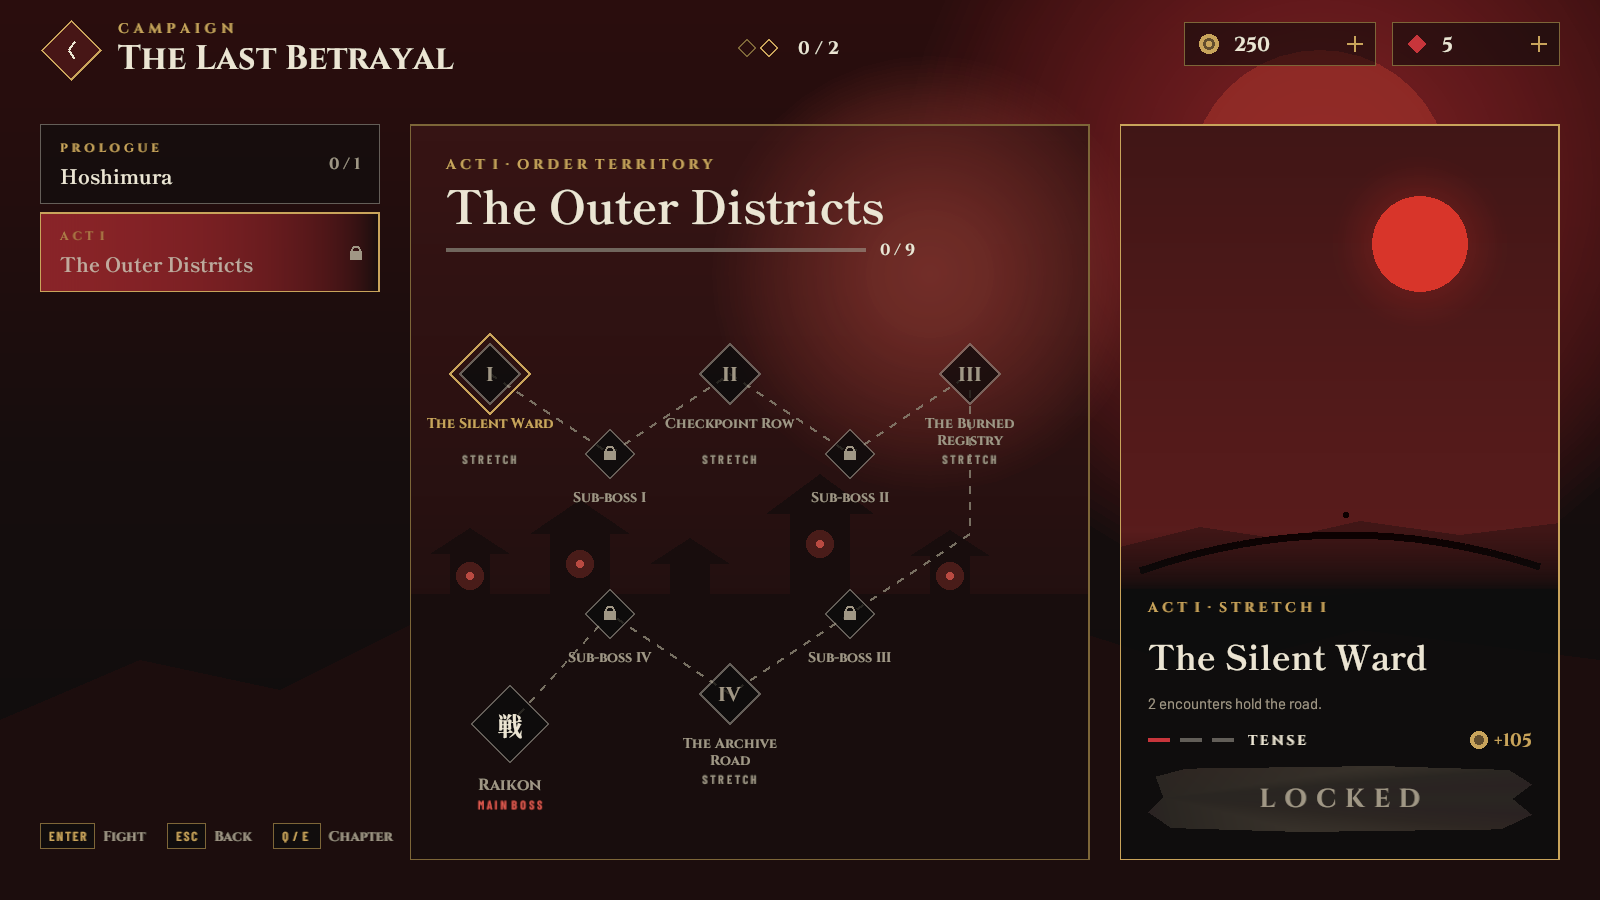 CAMPAIGN
THE LAST BETRAYAL
0 / 2
250
5
PROLOGUE
Hoshimura
0 / 1
ACT I
The Outer Districts
ACT I · ORDER TERRITORY
The Outer Districts
0 / 9
I
II
III
THE SILENT WARD
CHECKPOINT ROW
THE BURNED
REGISTRY
STRETCH
STRETCH
STRETCH
SUB-BOSS I
SUB-BOSS II
SUB-BOSS IV
SUB-BOSS III
IV
戦
THE ARCHIVE
ROAD
STRETCH
RAIKON
MAIN BOSS
ACT I · STRETCH I
The Silent Ward
2 encounters hold the road.
TENSE
+105
LOCKED
ENTER FIGHT ESC BACK Q / E CHAPTER